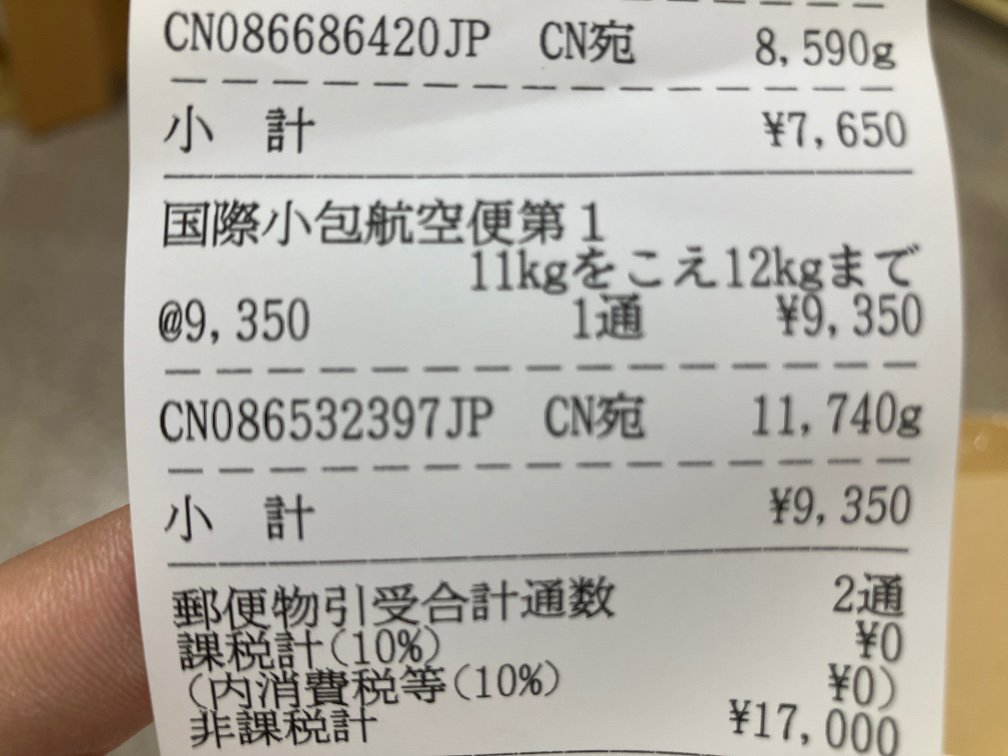 CN086686420JP CN宛 8,590g
小 計 ¥7,650
国際小包航空便第1
11kgをこえ12kgまで
@9,350 1通 ¥9,350
CN086532397JP CN宛 11,740g
小 計 ¥9,350
郵便物引受合計通数 2通
課税計(10%) ¥0
(内消費税等(10%) ¥0)
非課税計 ¥17,000